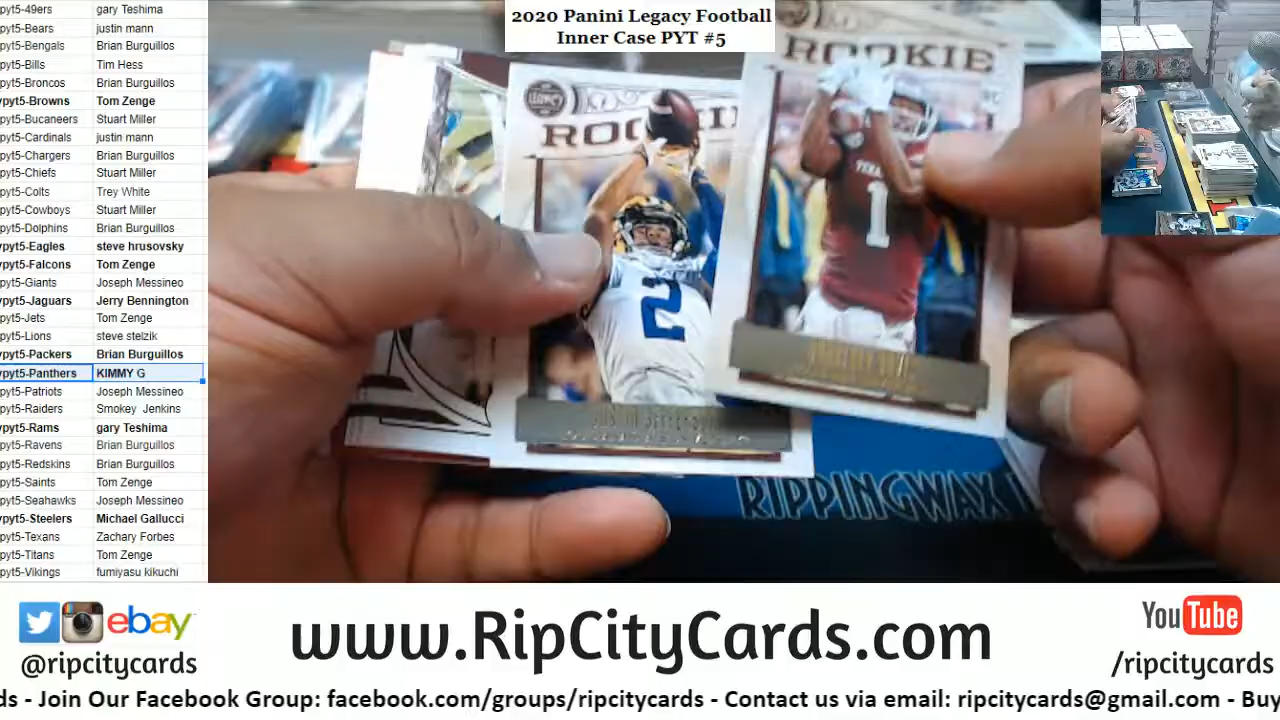 2020 Panini Legacy Football
Inner Case PYT #5
pyt5-49ers gary Teshima
pyt5-Bears justin mann
pyt5-Bengals Brian Burguillos
pyt5-Bills Tim Hess
pyt5-Broncos Brian Burguillos
pyt5-Browns Tom Zenge
pyt5-Bucaneers Stuart Miller
pyt5-Cardinals justin mann
pyt5-Chargers Brian Burguillos
pyt5-Chiefs Stuart Miller
pyt5-Colts Trey White
pyt5-Cowboys Stuart Miller
pyt5-Dolphins Brian Burguillos
pyt5-Eagles steve hrusovsky
pyt5-Falcons Tom Zenge
pyt5-Giants Joseph Messineo
pyt5-Jaguars Jerry Bennington
pyt5-Jets Tom Zenge
pyt5-Lions steve stelzik
pyt5-Packers Brian Burguillos
pyt5-Panthers KIMMY G
pyt5-Patriots Joseph Messineo
pyt5-Raiders Smokey Jenkins
pyt5-Rams gary Teshima
pyt5-Ravens Brian Burguillos
pyt5-Redskins Brian Burguillos
pyt5-Saints Tom Zenge
pyt5-Seahawks Joseph Messineo
pyt5-Steelers Michael Gallucci
pyt5-Texans Zachary Forbes
pyt5-Titans Tom Zenge
pyt5-Vikings fumiyasu kikuchi
LEGACY
ROOKIE
2
JUSTIN JEFFERSON
ROOKIE
1
RIPPINGWAX
ebay
@ripcitycards
www.RipCityCards.com
YouTube
/ripcitycards
ds - Join Our Facebook Group: facebook.com/groups/ripcitycards - Contact us via email: ripcitycards@gmail.com - Buy